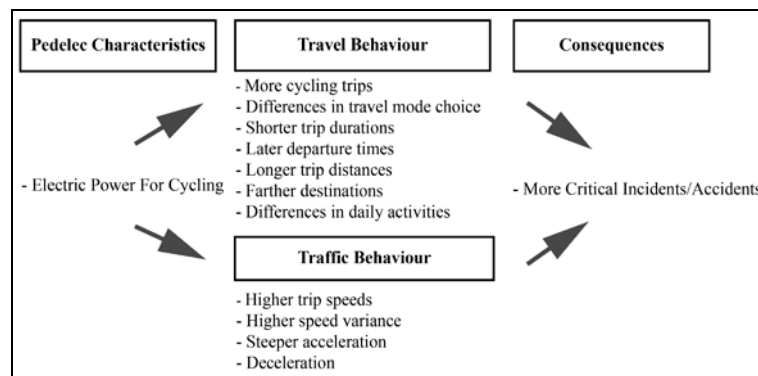 Pedelec Characteristics
- Electric Power For Cycling
Travel Behaviour
- More cycling trips
- Differences in travel mode choice
- Shorter trip durations
- Later departure times
- Longer trip distances
- Farther destinations
- Differences in daily activities
Traffic Behaviour
- Higher trip speeds
- Higher speed variance
- Steeper acceleration
- Deceleration
Consequences
- More Critical Incidents/Accidents